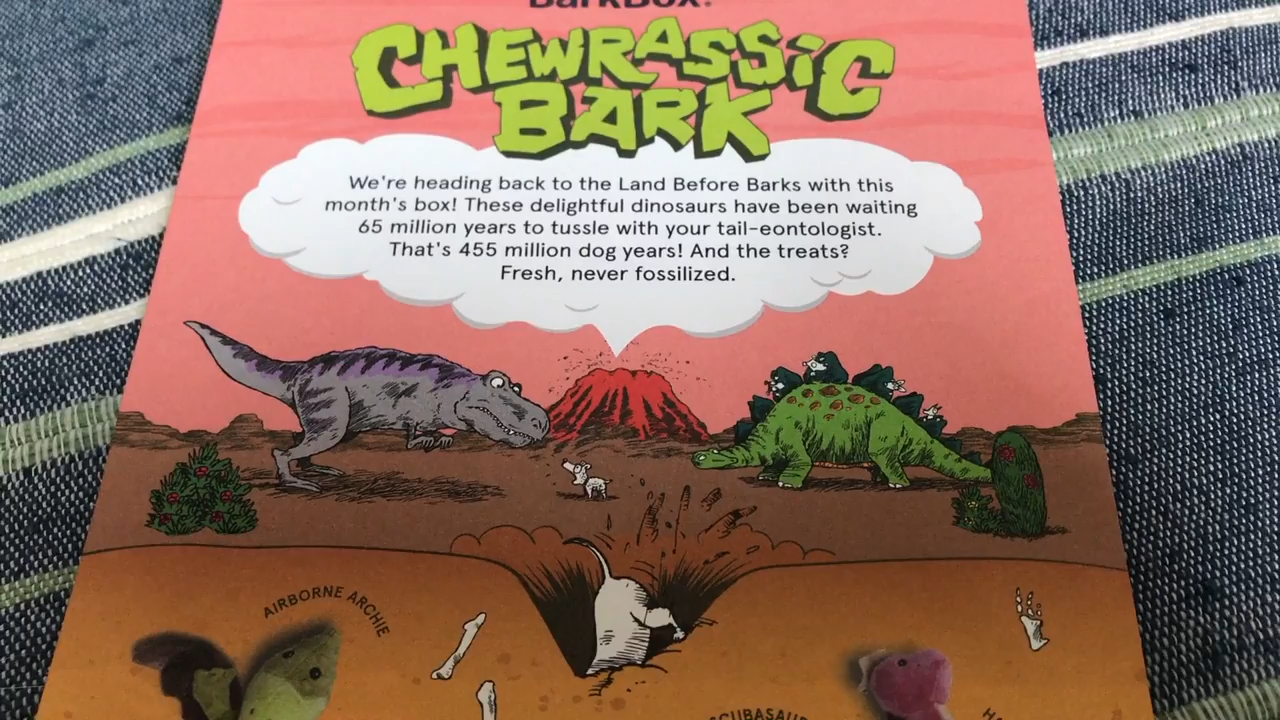 BarkBox.
CHEWRASSIC
BARK
We're heading back to the Land Before Barks with this
month's box! These delightful dinosaurs have been waiting
65 million years to tussle with your tail-eontologist.
That's 455 million dog years! And the treats?
Fresh, never fossilized.
AIRBORNE ARCHIE